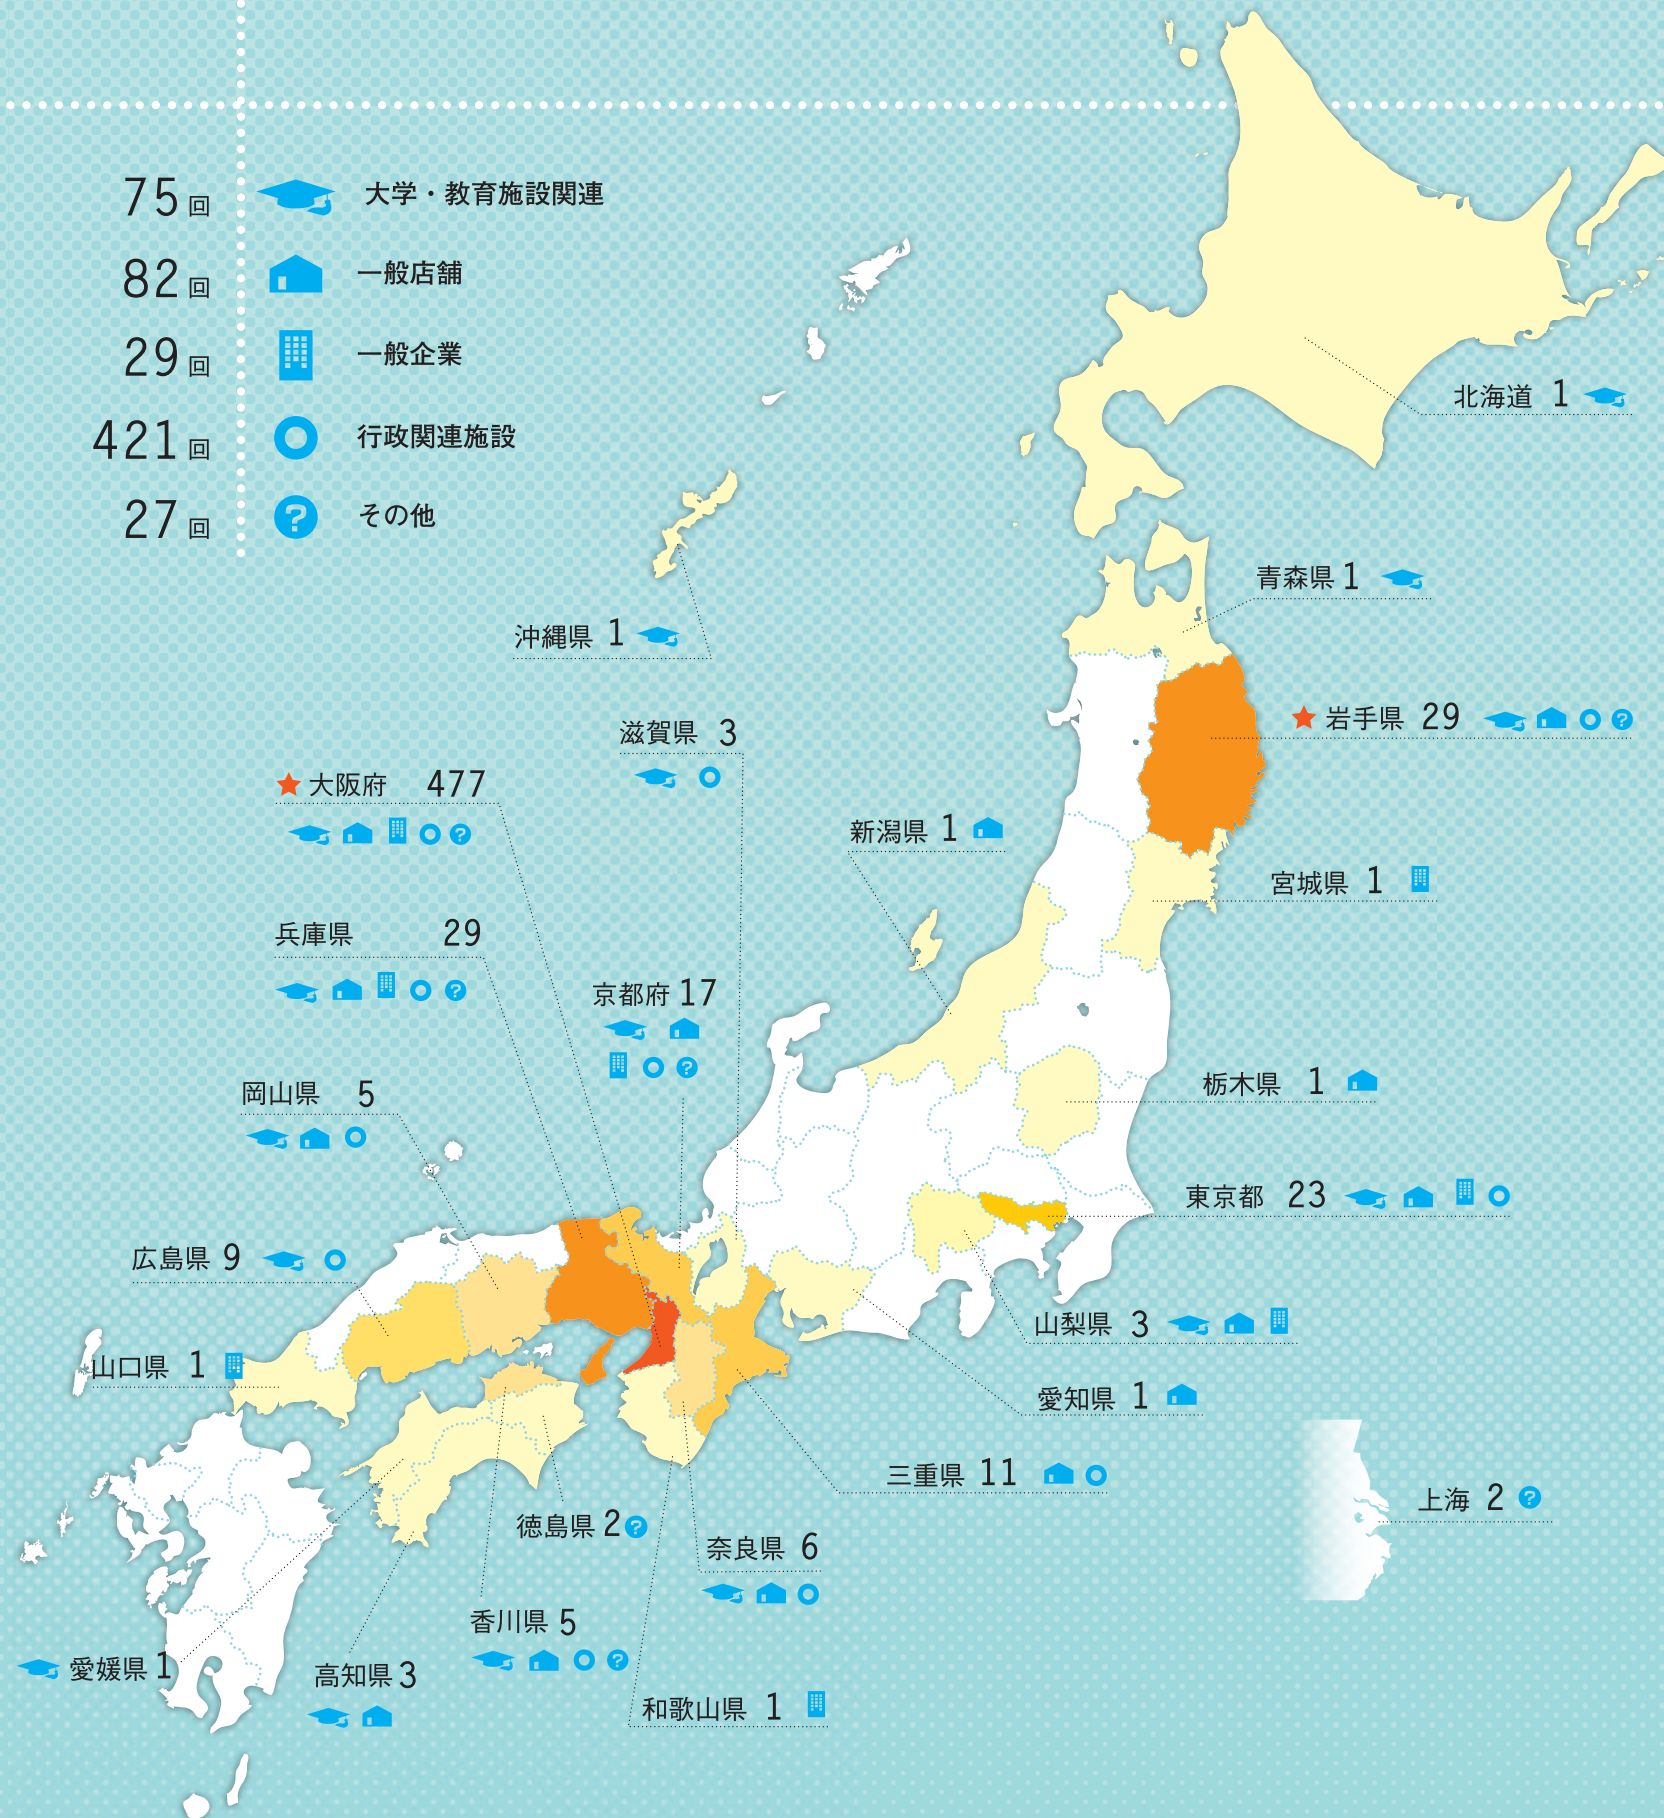 75回 大学・教育施設関連
82回 一般店舗
29回 一般企業
421回 行政関連施設
27回 ? その他
北海道 1
青森県 1
沖縄県 1
岩手県 29 ?
滋賀県 3
大阪府 477
?
新潟県 1
宮城県 1
兵庫県 29
?
京都府 17
?
岡山県 5
栃木県 1
東京都 23
広島県 9
山梨県 3
山口県 1
愛知県 1
三重県 11
上海 2 ?
徳島県 2 ?
奈良県 6
香川県 5
?
愛媛県 1
高知県 3
和歌山県 1